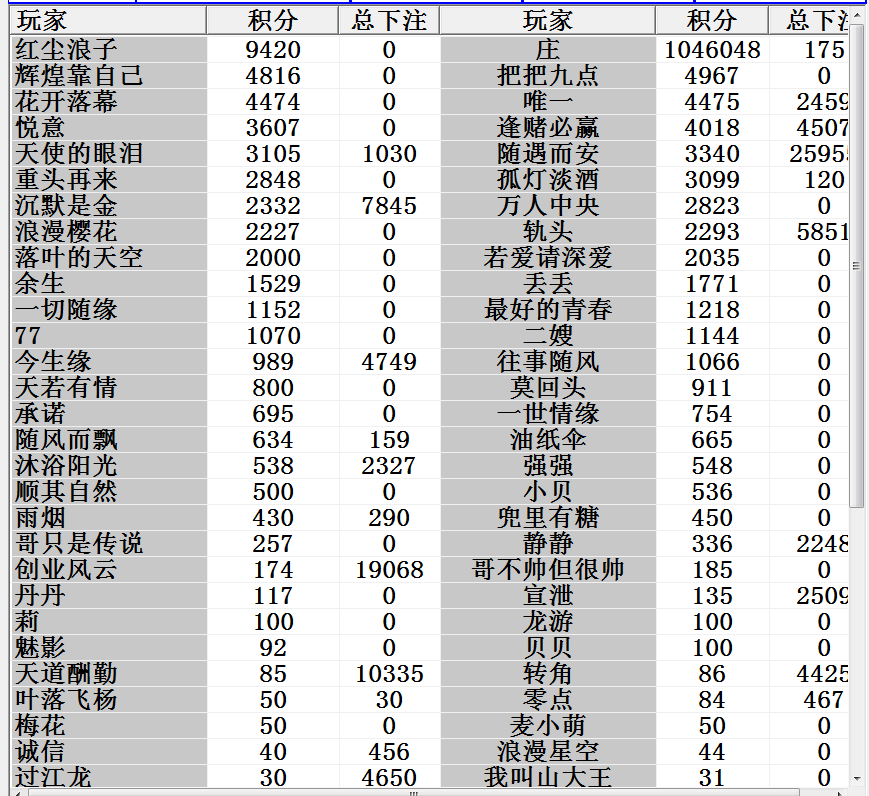 玩家 积分 总下注 玩家 积分
红尘浪子 9420 0 庄 1046048 175
辉煌靠自己 4816 0 把把九点 4967 0
花开落幕 4474 0 唯一 4475 2459
悦意 3607 0 逢赌必赢 4018 4507
天使的眼泪 3105 1030 随遇而安 3340
重头再来 2848 0 孤灯淡酒 3099 120
沉默是金 2332 7845 万人中央 2823 0
浪漫樱花 2227 0 轨头 2293 5851
落叶的天空 2000 0 若爱请深爱 2035 0
余生 1529 0 丢丢 1771 0
一切随缘 1152 0 最好的青春 1218 0
77 1070 0 二嫂 1144 0
今生缘 989 4749 往事随风 1066 0
天若有情 800 0 莫回头 911 0
承诺 695 0 一世情缘 754 0
随风而飘 634 159 油纸伞 665 0
沐浴阳光 538 2327 强强 548 0
顺其自然 500 0 小贝 536 0
雨烟 430 290 兜里有糖 450 0
哥只是传说 257 0 静静 336 2248
创业风云 174 19068 哥不帅但很帅 185 0
丹丹 117 0 宣泄 135 2509
莉 100 0 龙游 100 0
魅影 92 0 贝贝 100 0
天道酬勤 85 10335 转角 86 4425
叶落飞杨 50 30 零点 84 467
梅花 50 0 麦小萌 50 0
诚信 40 456 浪漫星空 44 0
过江龙 30 4650 我叫山大王 31 0